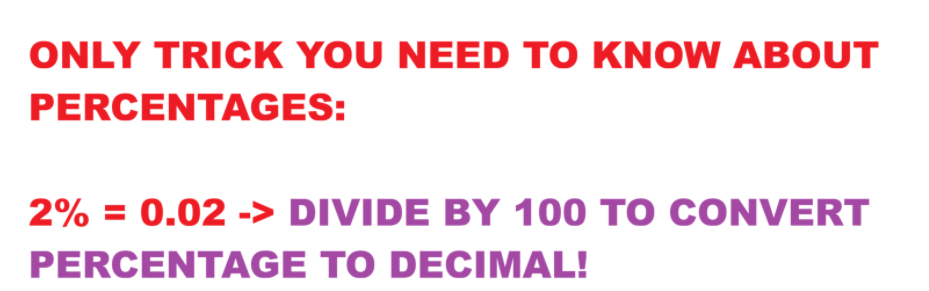 ONLY TRICK YOU NEED TO KNOW ABOUT
PERCENTAGES:
2% = 0.02 -> DIVIDE BY 100 TO CONVERT
PERCENTAGE TO DECIMAL!